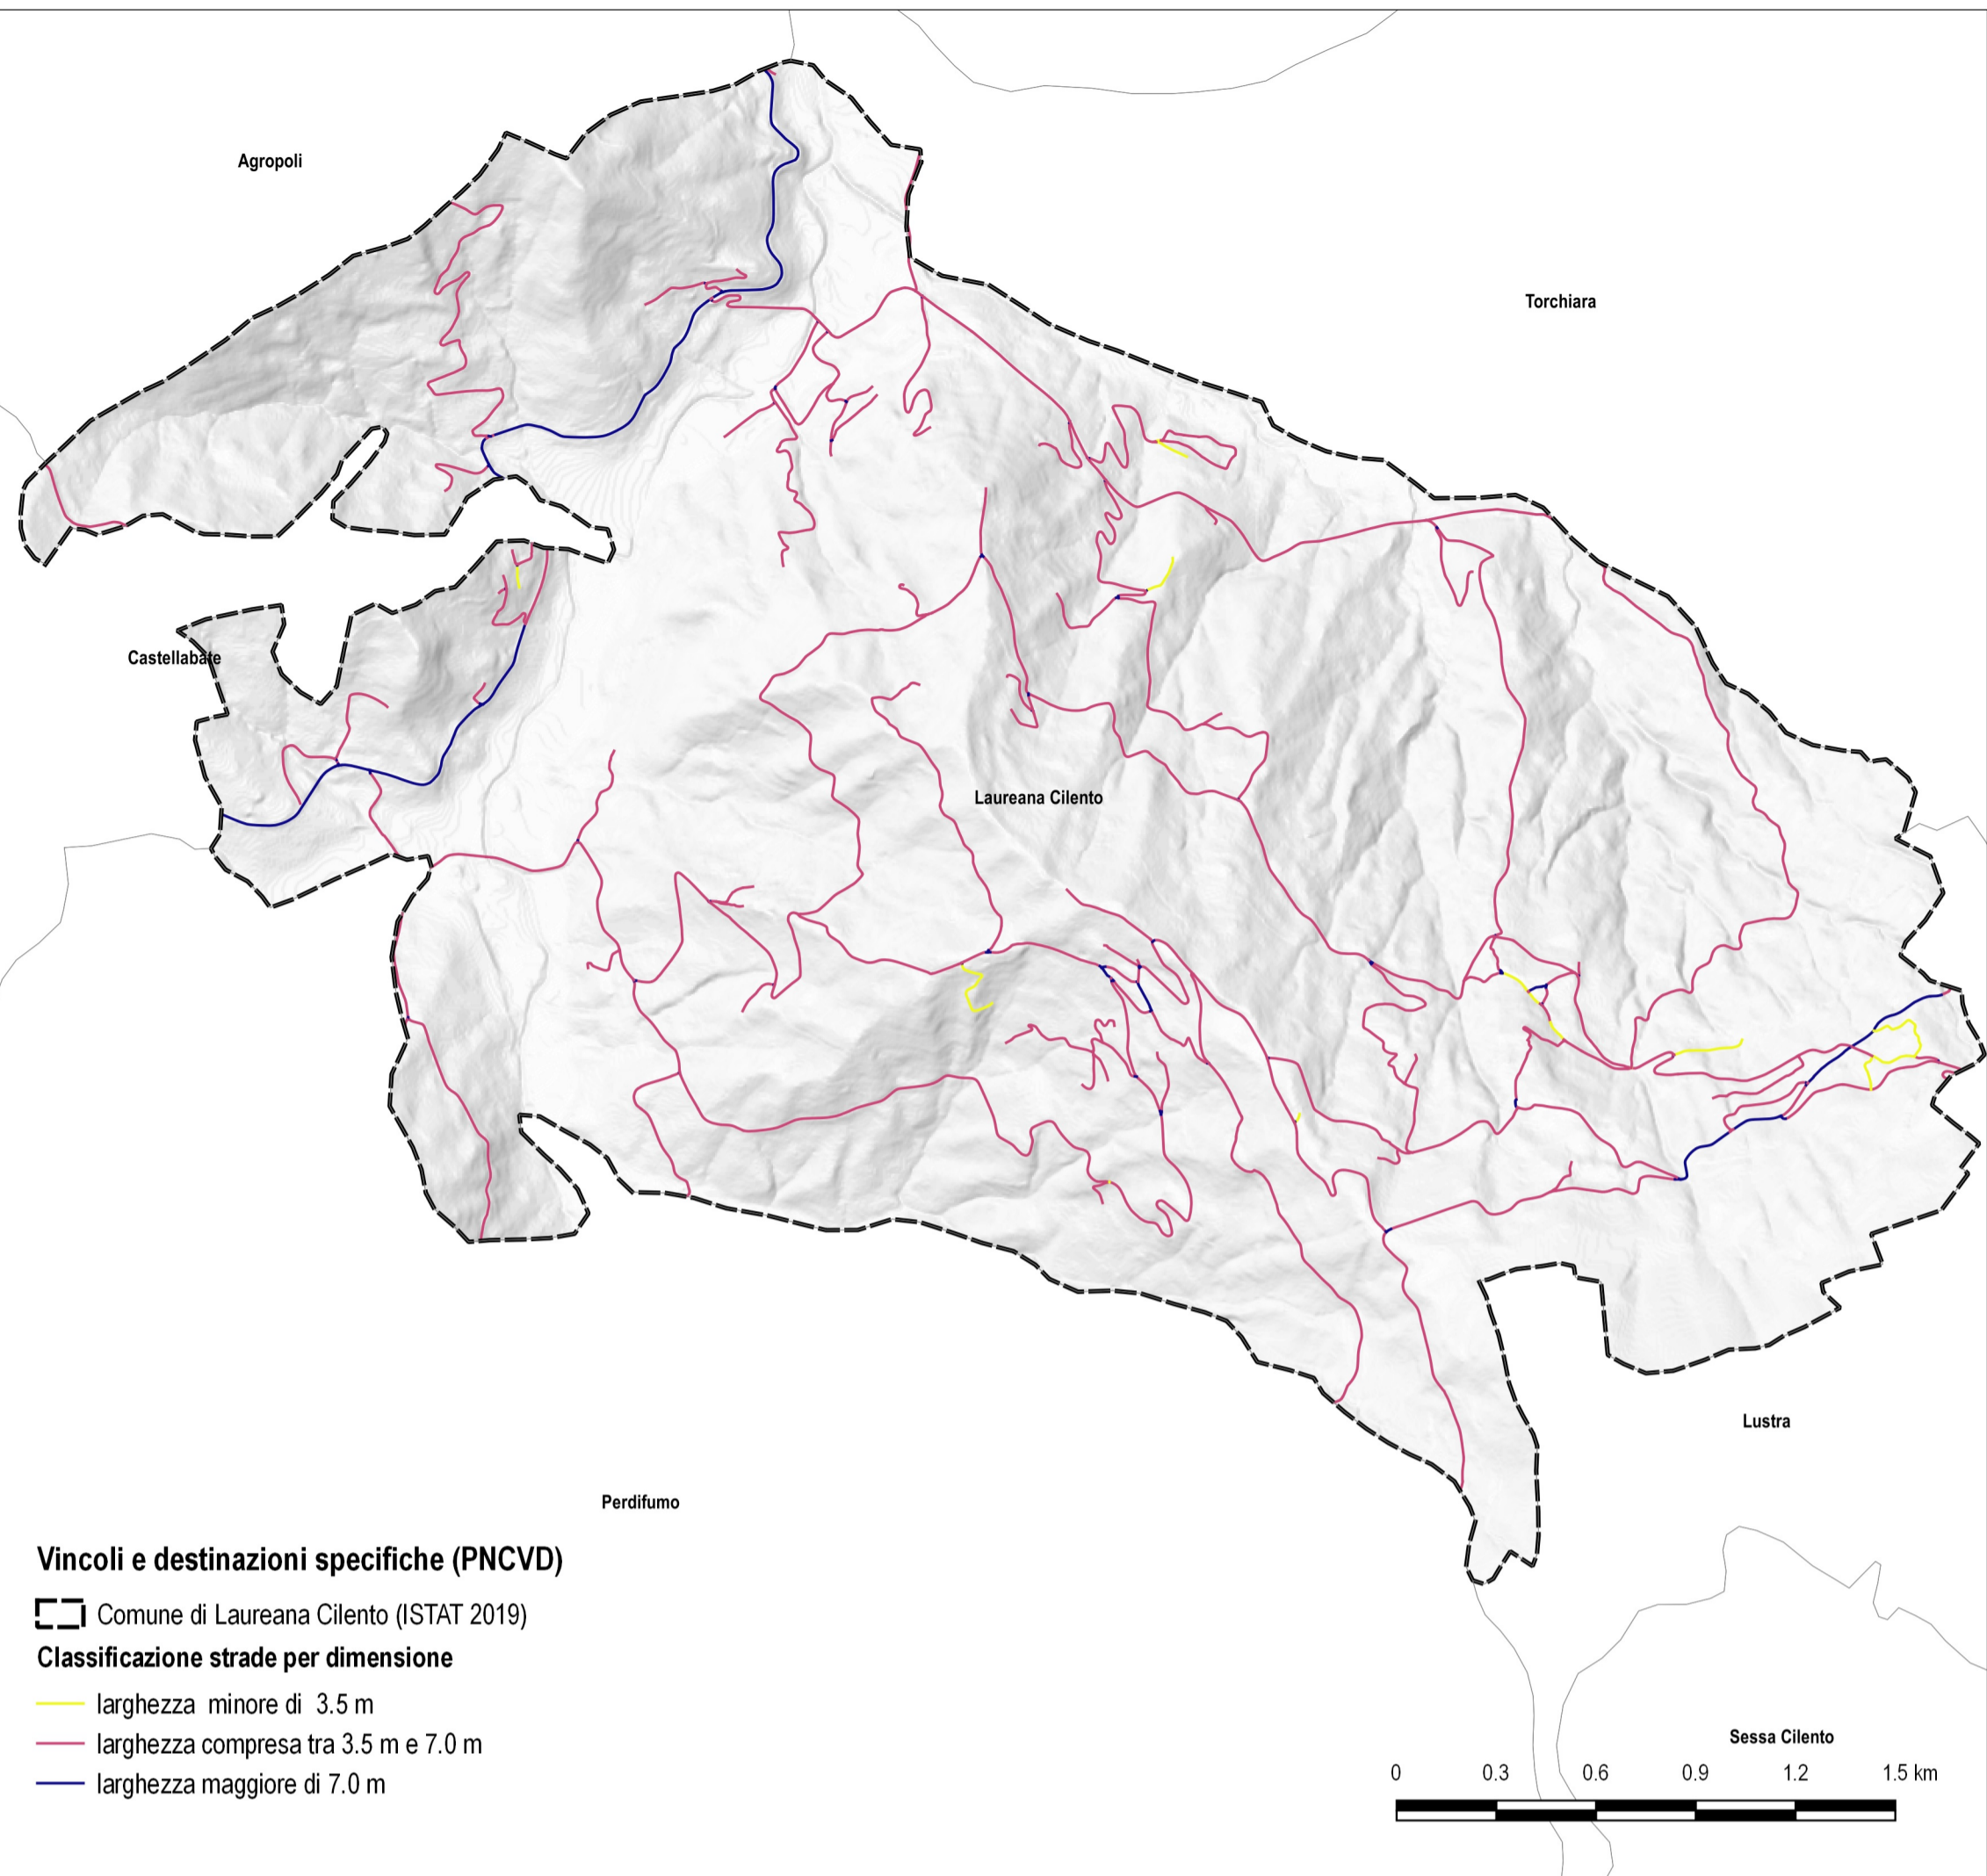 Agropoli
Torchiara
Castellabate
Laureana Cilento
Lustra
Perdifumo
Vincoli e destinazioni specifiche (PNCVD)
Comune di Laureana Cilento (ISTAT 2019)
Classificazione strade per dimensione
larghezza minore di 3.5 m
larghezza compresa tra 3.5 m e 7.0 m
larghezza maggiore di 7.0 m
Sessa Cilento
0 0.3 0.6 0.9 1.2 1.5 km